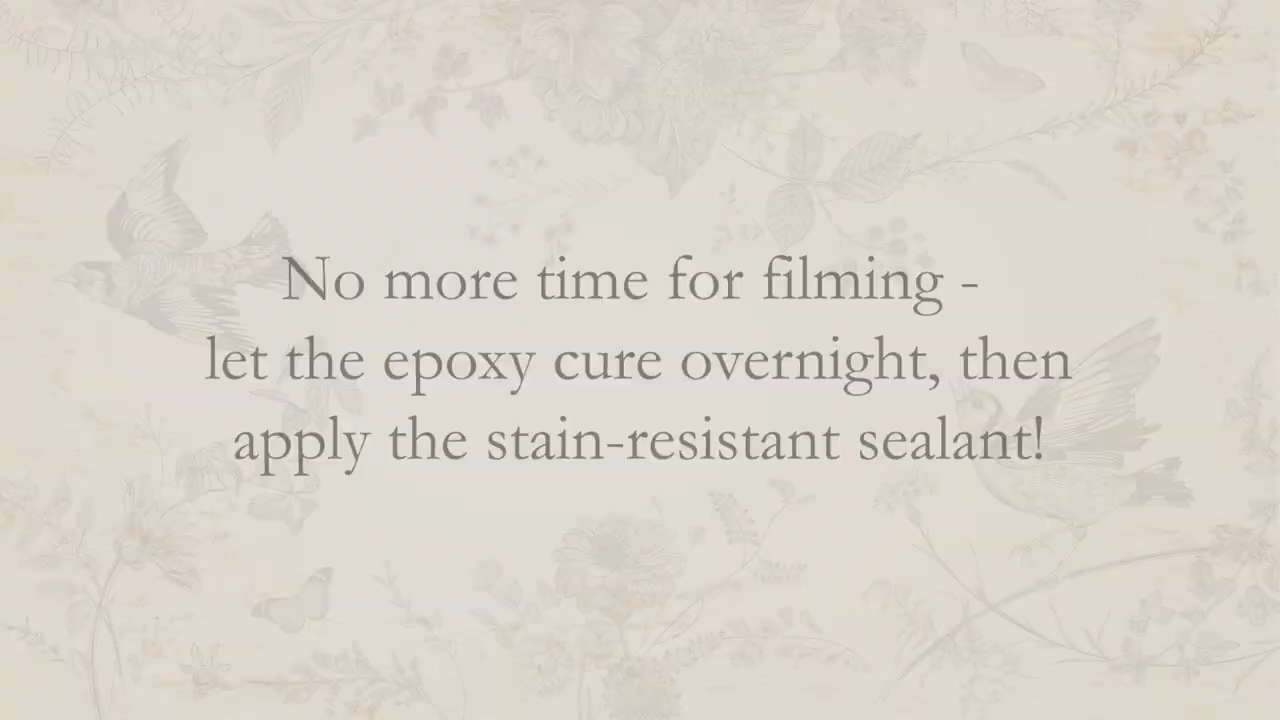 No more time for filming -
let the epoxy cure overnight, then
apply the stain-resistant sealant!